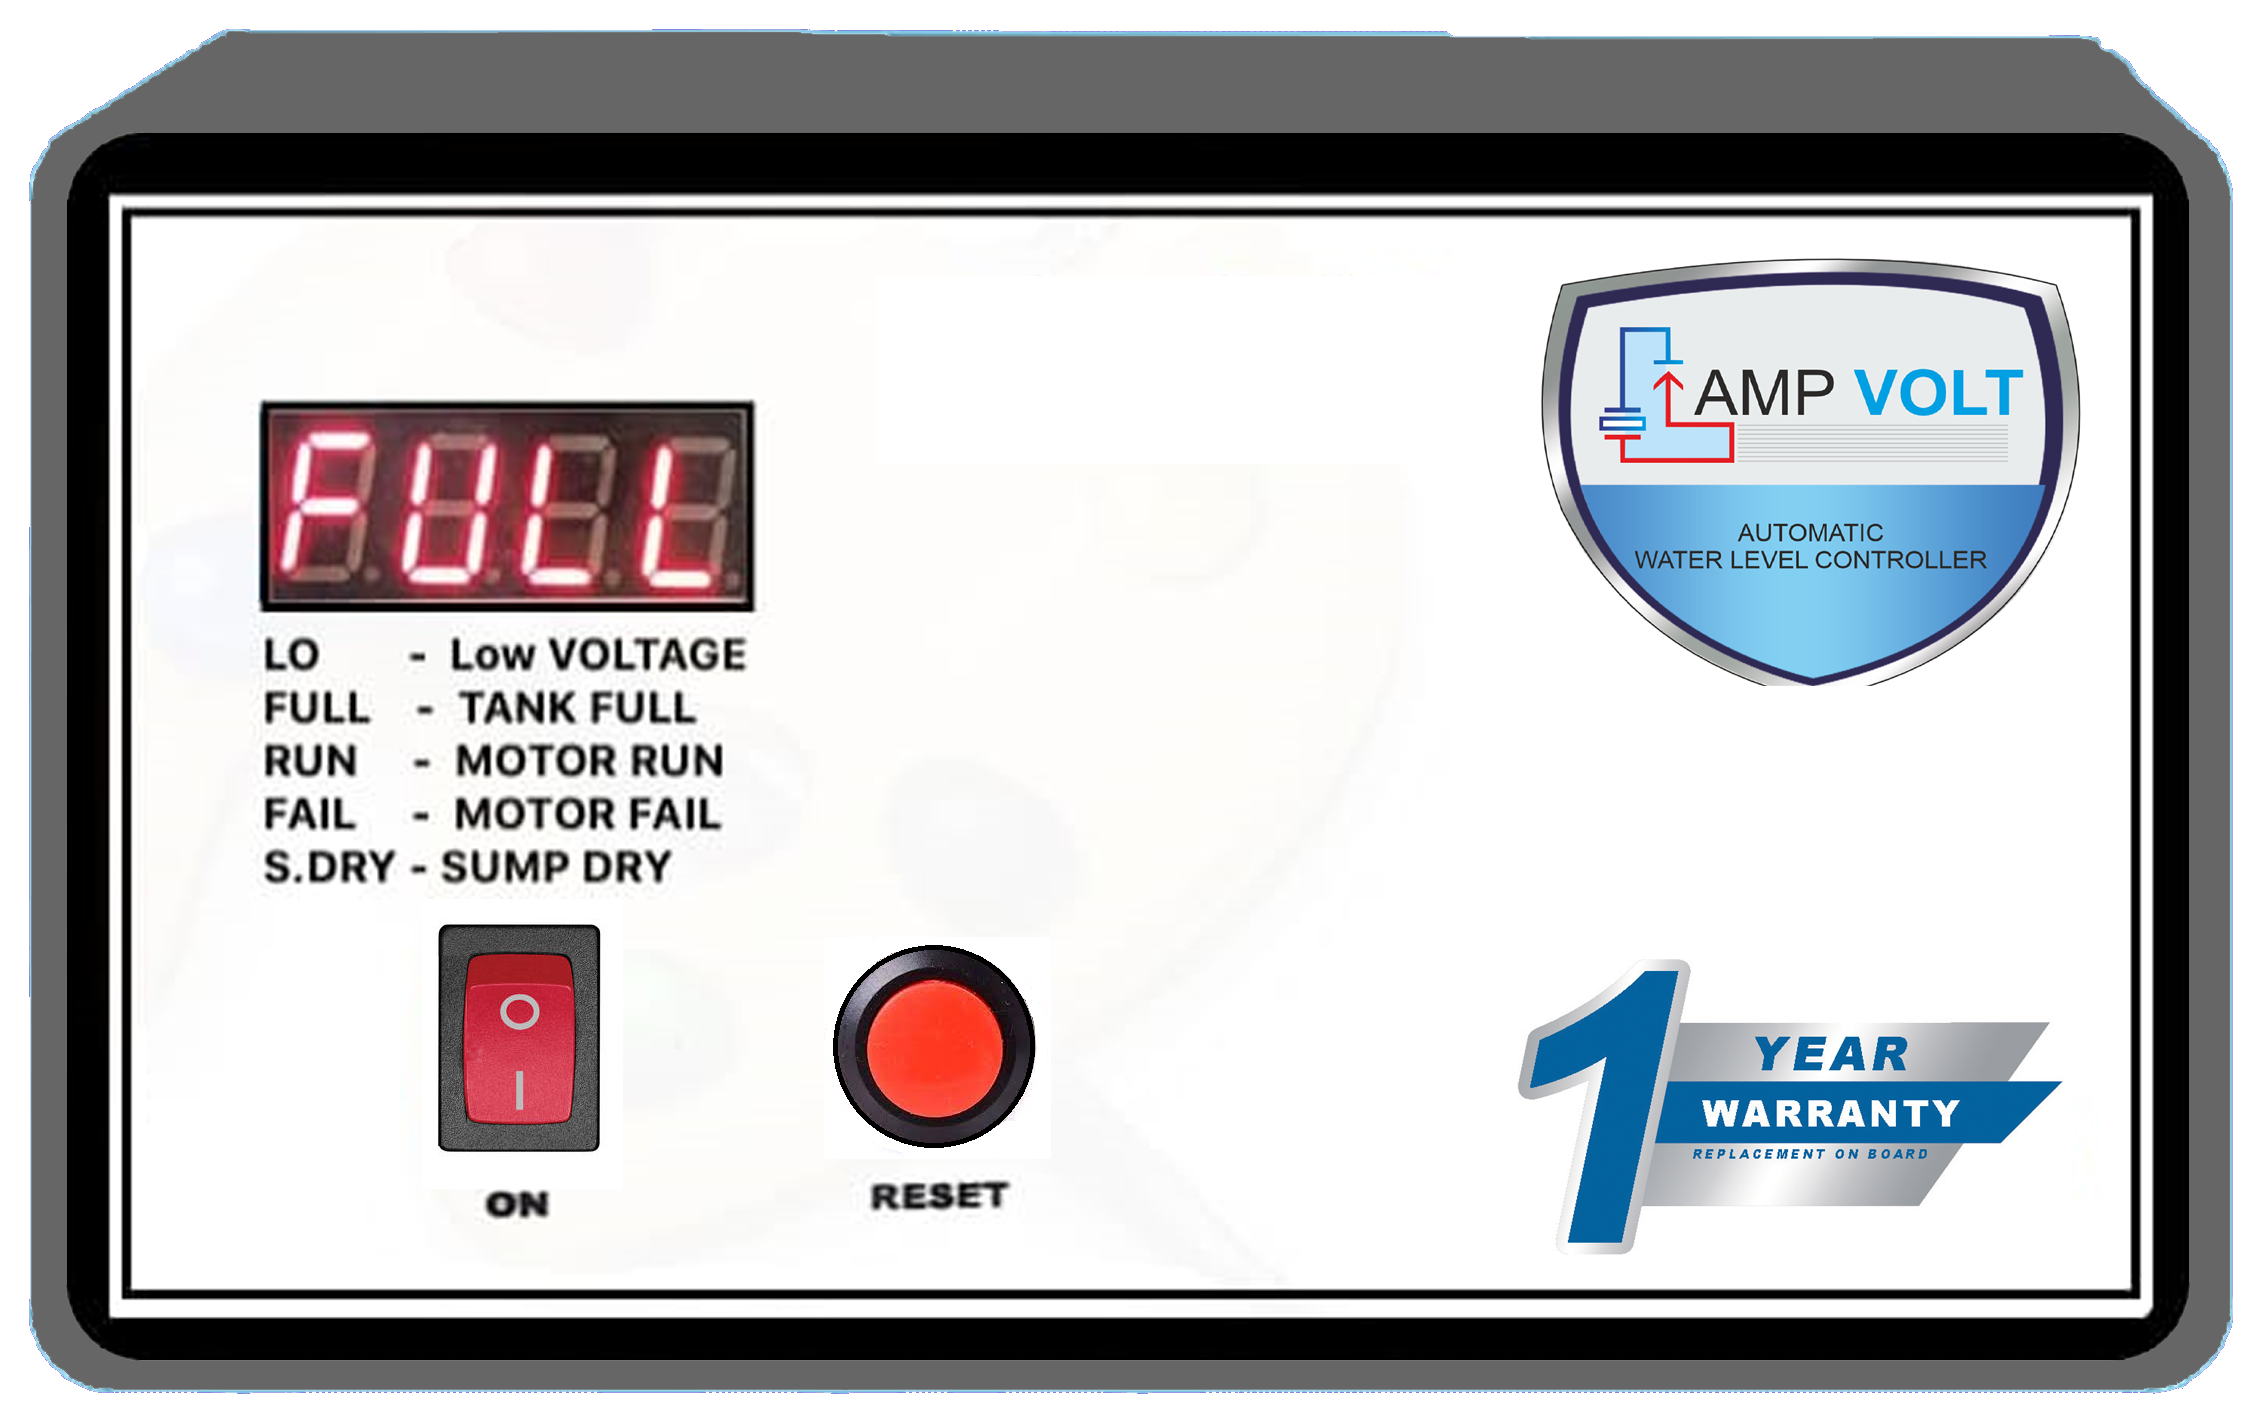 FULL
LO - Low VOLTAGE
FULL - TANK FULL
RUN - MOTOR RUN
FAIL - MOTOR FAIL
S.DRY - SUMP DRY
ON
RESET
AMP VOLT
AUTOMATIC
WATER LEVEL CONTROLLER
1 YEAR
WARRANTY
REPLACEMENT ON BOARD